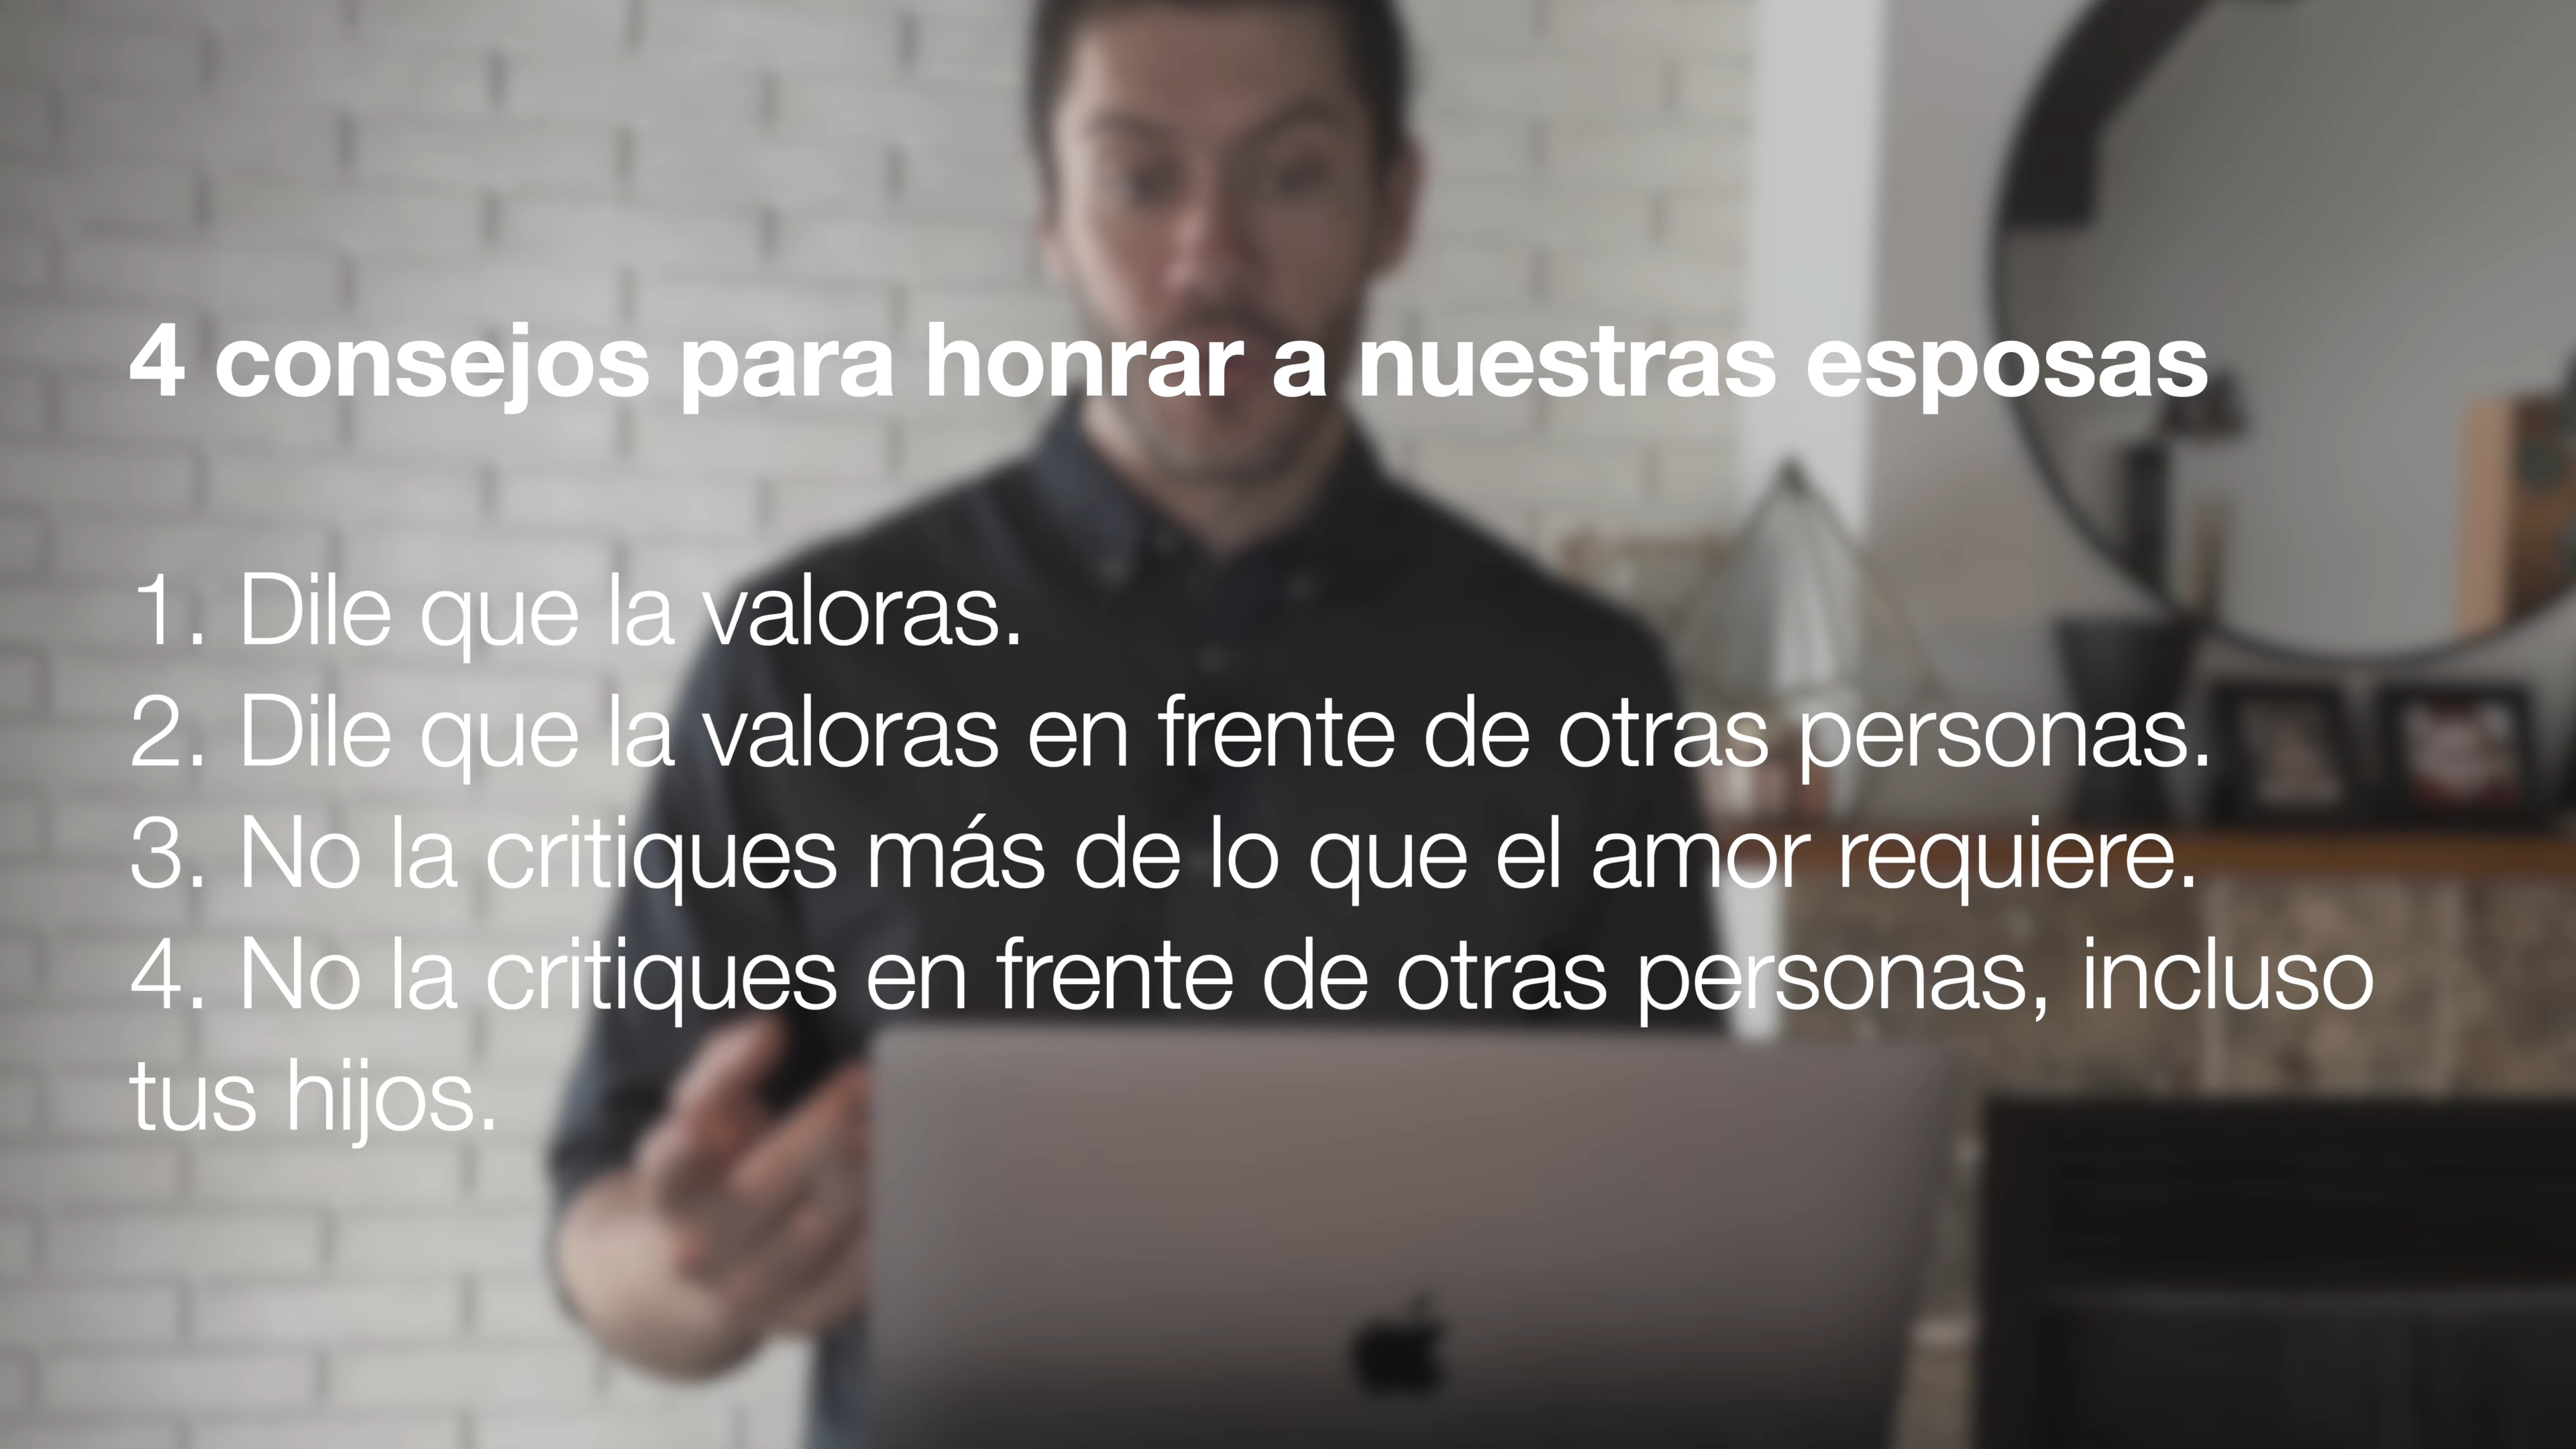 4 consejos para honrar a nuestras esposas
1. Dile que la valoras.
2. Dile que la valoras en frente de otras personas.
3. No la critiques más de lo que el amor requiere.
4. No la critiques en frente de otras personas, incluso
tus hijos.